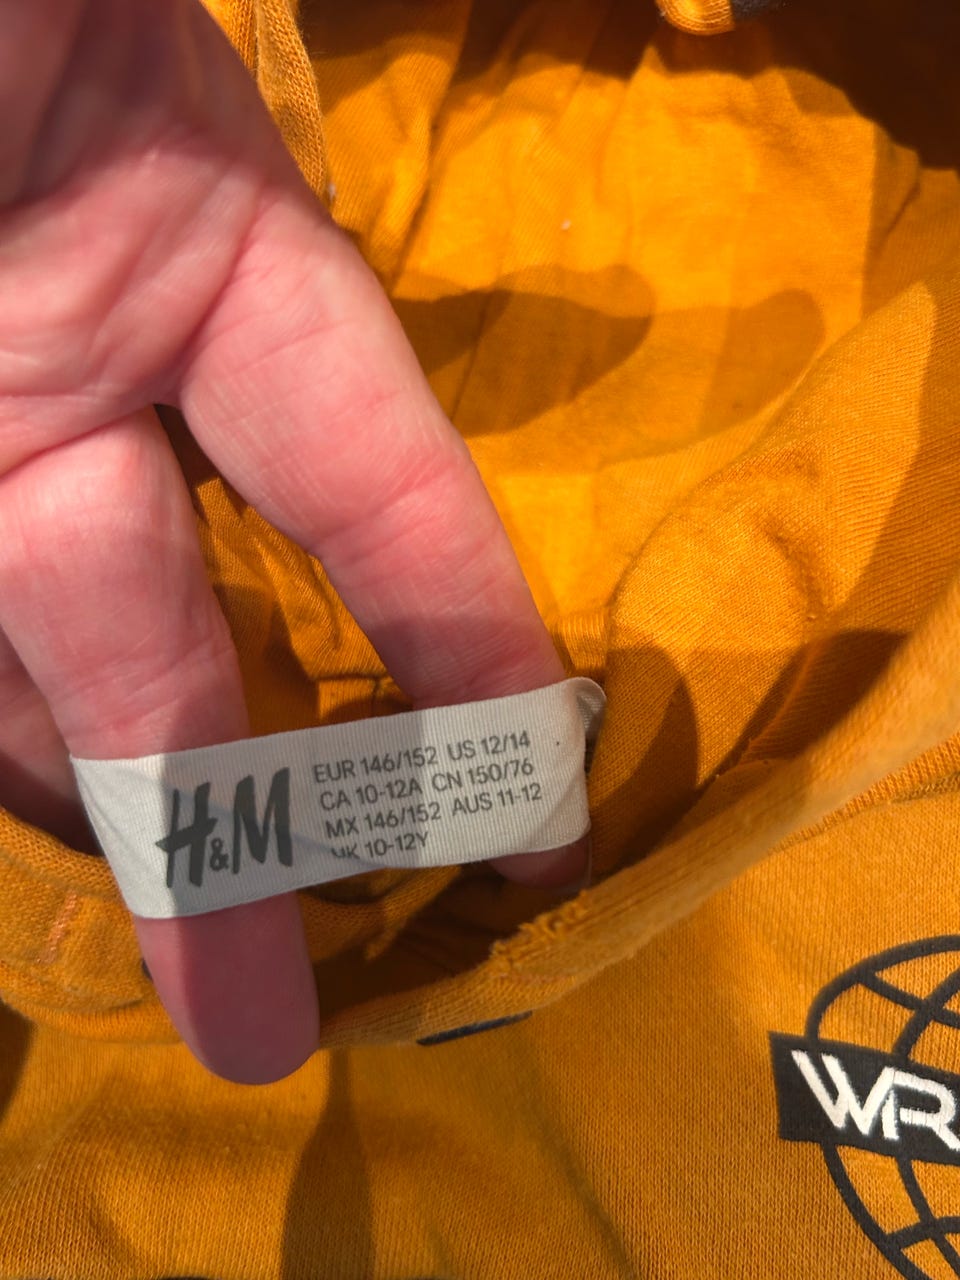 H&M
EUR 146/152 US 12/14
CA 10-12A CN 150/76
MX 146/152 AUS 11-12
UK 10-12Y
WR